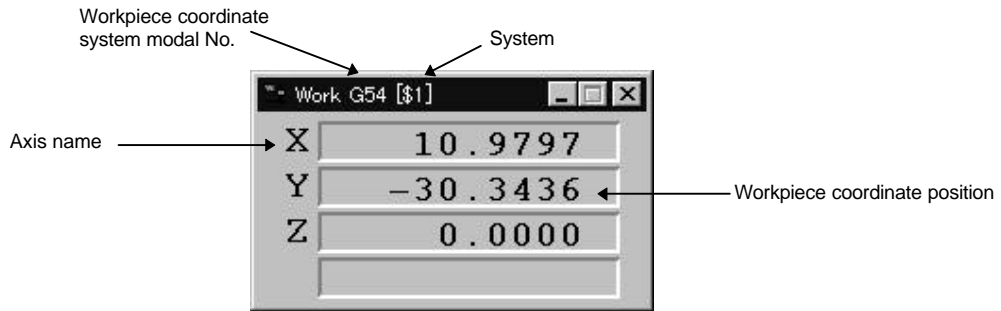 Workpiece coordinate
system modal No.
System
Work G54 [$1]
Axis name
X 10.9797
Y -30.3436
Workpiece coordinate position
Z 0.0000